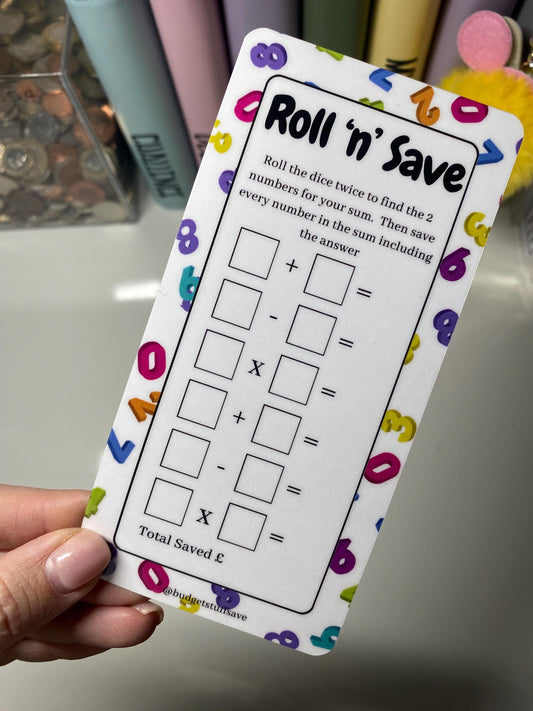 Roll 'n' Save
Roll the dice twice to find the 2
numbers for your sum. Then save
every number in the sum including
the answer
+ =
- =
X =
+ =
- =
X =
Total Saved £
@budgetstuffsave